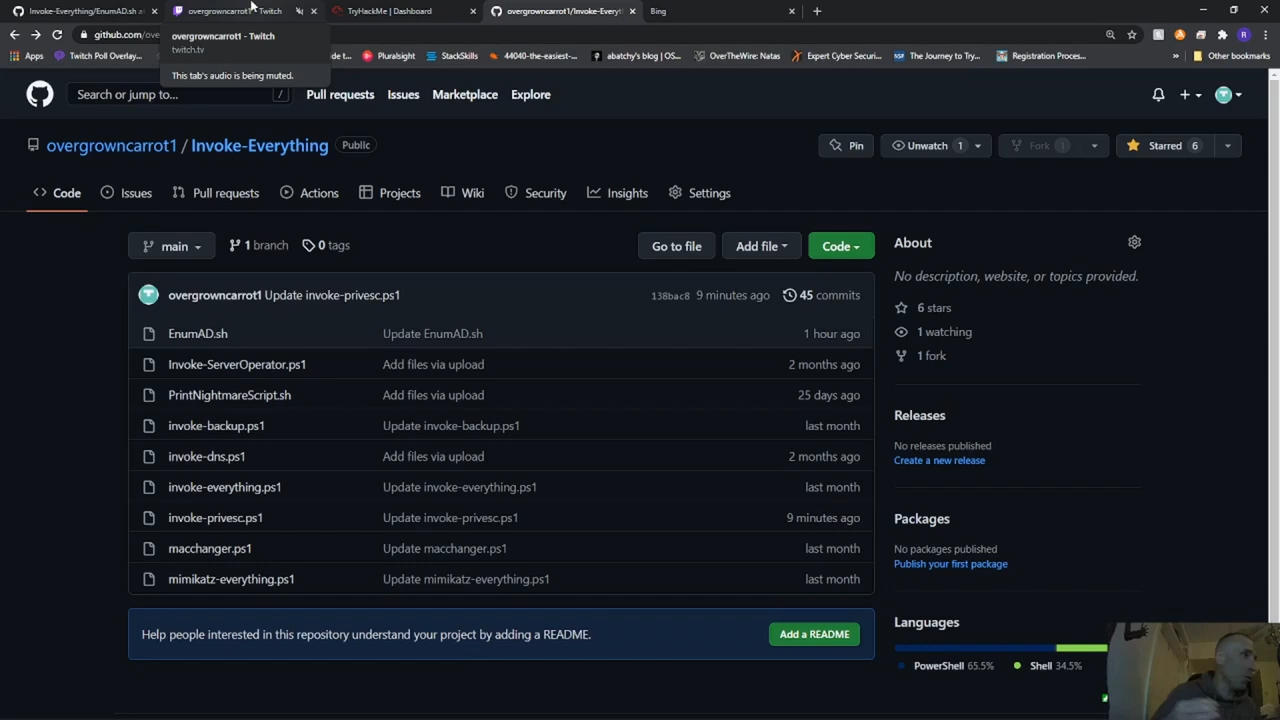 Invoke-Everything/EnumAD.sh a
overgrowncarrot1 - Twitch
TryHackMe | Dashboard
overgrowncarrot1/Invoke-Everyt
Bing
github.com/ove
overgrowncarrot1 - Twitch
twitch.tv
This tab's audio is being muted.
Apps
Twitch Poll Overlay...
Pluralsight
StackSkills
44040-the-easiest-...
abatchy's blog | OS...
OverTheWire: Natas
Expert Cyber Securi...
The Journey to Try...
Registration Proces...
»
Other bookmarks
Search or jump to...
/
Pull requests
Issues
Marketplace
Explore
overgrowncarrot1 / Invoke-Everything
Public
Pin
Unwatch 1
Fork 1
Starred 6
Code
Issues
Pull requests
Actions
Projects
Wiki
Security
Insights
Settings
main
1 branch
0 tags
Go to file
Add file
Code
overgrowncarrot1 Update invoke-privesc.ps1
138bac8 9 minutes ago
45 commits
EnumAD.sh Update EnumAD.sh 1 hour ago
Invoke-ServerOperator.ps1 Add files via upload 2 months ago
PrintNightmareScript.sh Add files via upload 25 days ago
invoke-backup.ps1 Update invoke-backup.ps1 last month
invoke-dns.ps1 Add files via upload 2 months ago
invoke-everything.ps1 Update invoke-everything.ps1 last month
invoke-privesc.ps1 Update invoke-privesc.ps1 9 minutes ago
macchanger.ps1 Update macchanger.ps1 last month
mimikatz-everything.ps1 Update mimikatz-everything.ps1 last month
Help people interested in this repository understand your project by adding a README.
Add a README
About
No description, website, or topics provided.
6 stars
1 watching
1 fork
Releases
No releases published
Create a new release
Packages
No packages published
Publish your first package
Languages
PowerShell 65.5%
Shell 34.5%